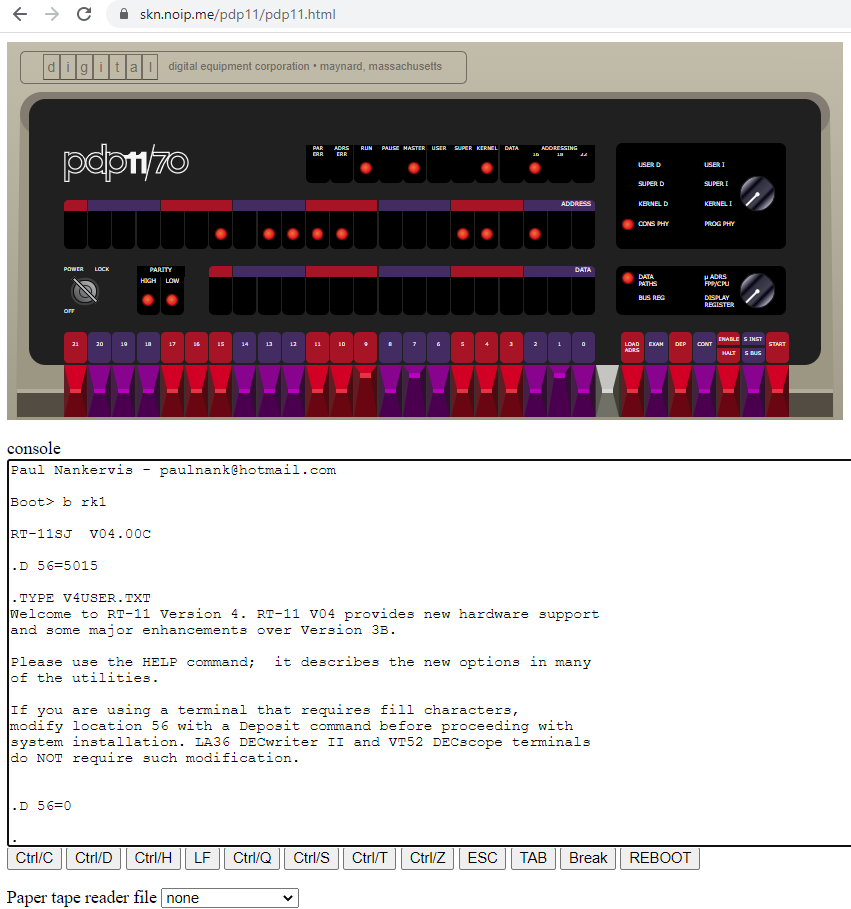 skn.noip.me/pdp11/pdp11.html
digital digital equipment corporation • maynard, massachusetts
pdp11/70
PAR ERR ADRS ERR RUN PAUSE MASTER USER SUPER KERNEL DATA ADDRESSING 16 18 22
USER D USER I
SUPER D SUPER I
KERNEL D KERNEL I
CONS PHY PROG PHY
ADDRESS
POWER LOCK
OFF
PARITY
HIGH LOW
DATA
DATA PATHS µ ADRS FPP/CPU
BUS REG DISPLAY REGISTER
21 20 19 18 17 16 15 14 13 12 11 10 9 8 7 6 5 4 3 2 1 0 LOAD ADRS EXAM DEP CONT ENABLE HALT S INST S BUS START
console
Paul Nankervis - paulnank@hotmail.com
Boot> b rk1
RT-11SJ  V04.00C
.D 56=5015
.TYPE V4USER.TXT
Welcome to RT-11 Version 4. RT-11 V04 provides new hardware support
and some major enhancements over Version 3B.
Please use the HELP command;  it describes the new options in many
of the utilities.
If you are using a terminal that requires fill characters,
modify location 56 with a Deposit command before proceeding with
system installation. LA36 DECwriter II and VT52 DECscope terminals
do NOT require such modification.
.D 56=0
.
Ctrl/C Ctrl/D Ctrl/H LF Ctrl/Q Ctrl/S Ctrl/T Ctrl/Z ESC TAB Break REBOOT
Paper tape reader file none